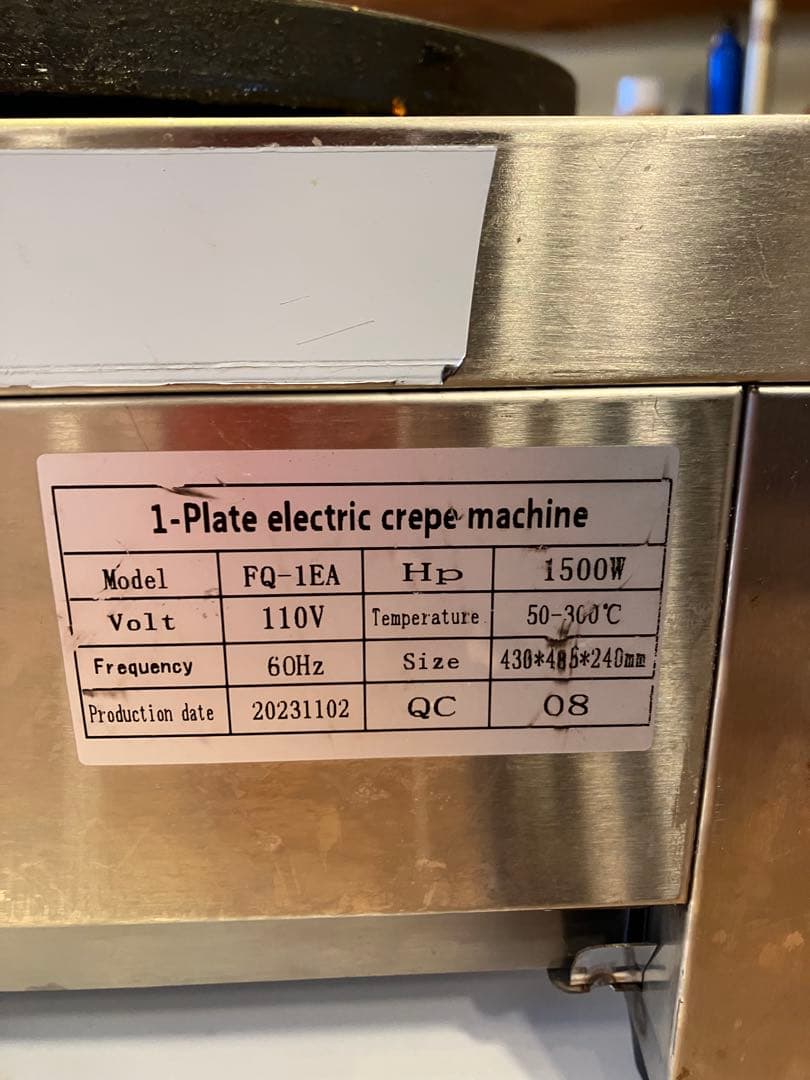 1-Plate electric crepe machine
Model FQ-1EA Hp 1500W
Volt 110V Temperature 50-300℃
Frequency 60Hz Size 430*485*240mm
Production date 20231102 QC 08